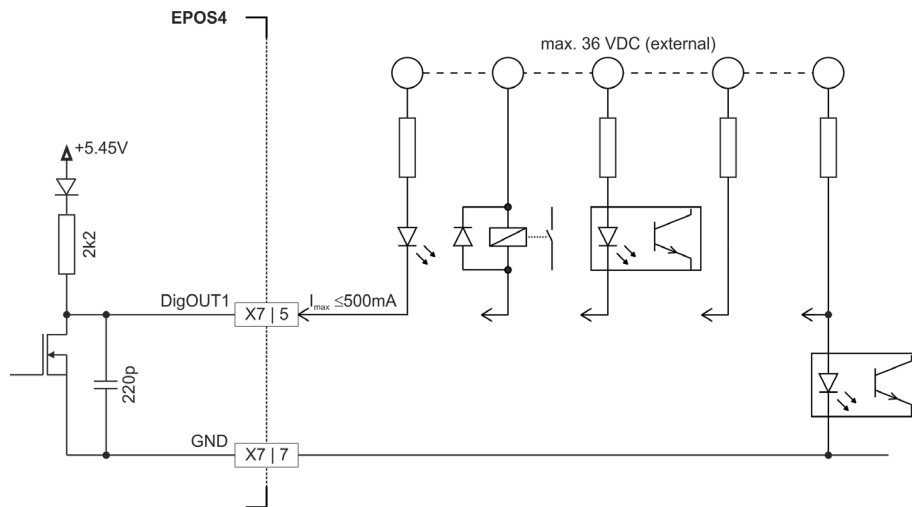 EPOS4
max. 36 VDC (external)
+5.45V
2k2
DigOUT1
X7 | 5
Imax ≤500mA
220p
GND
X7 | 7